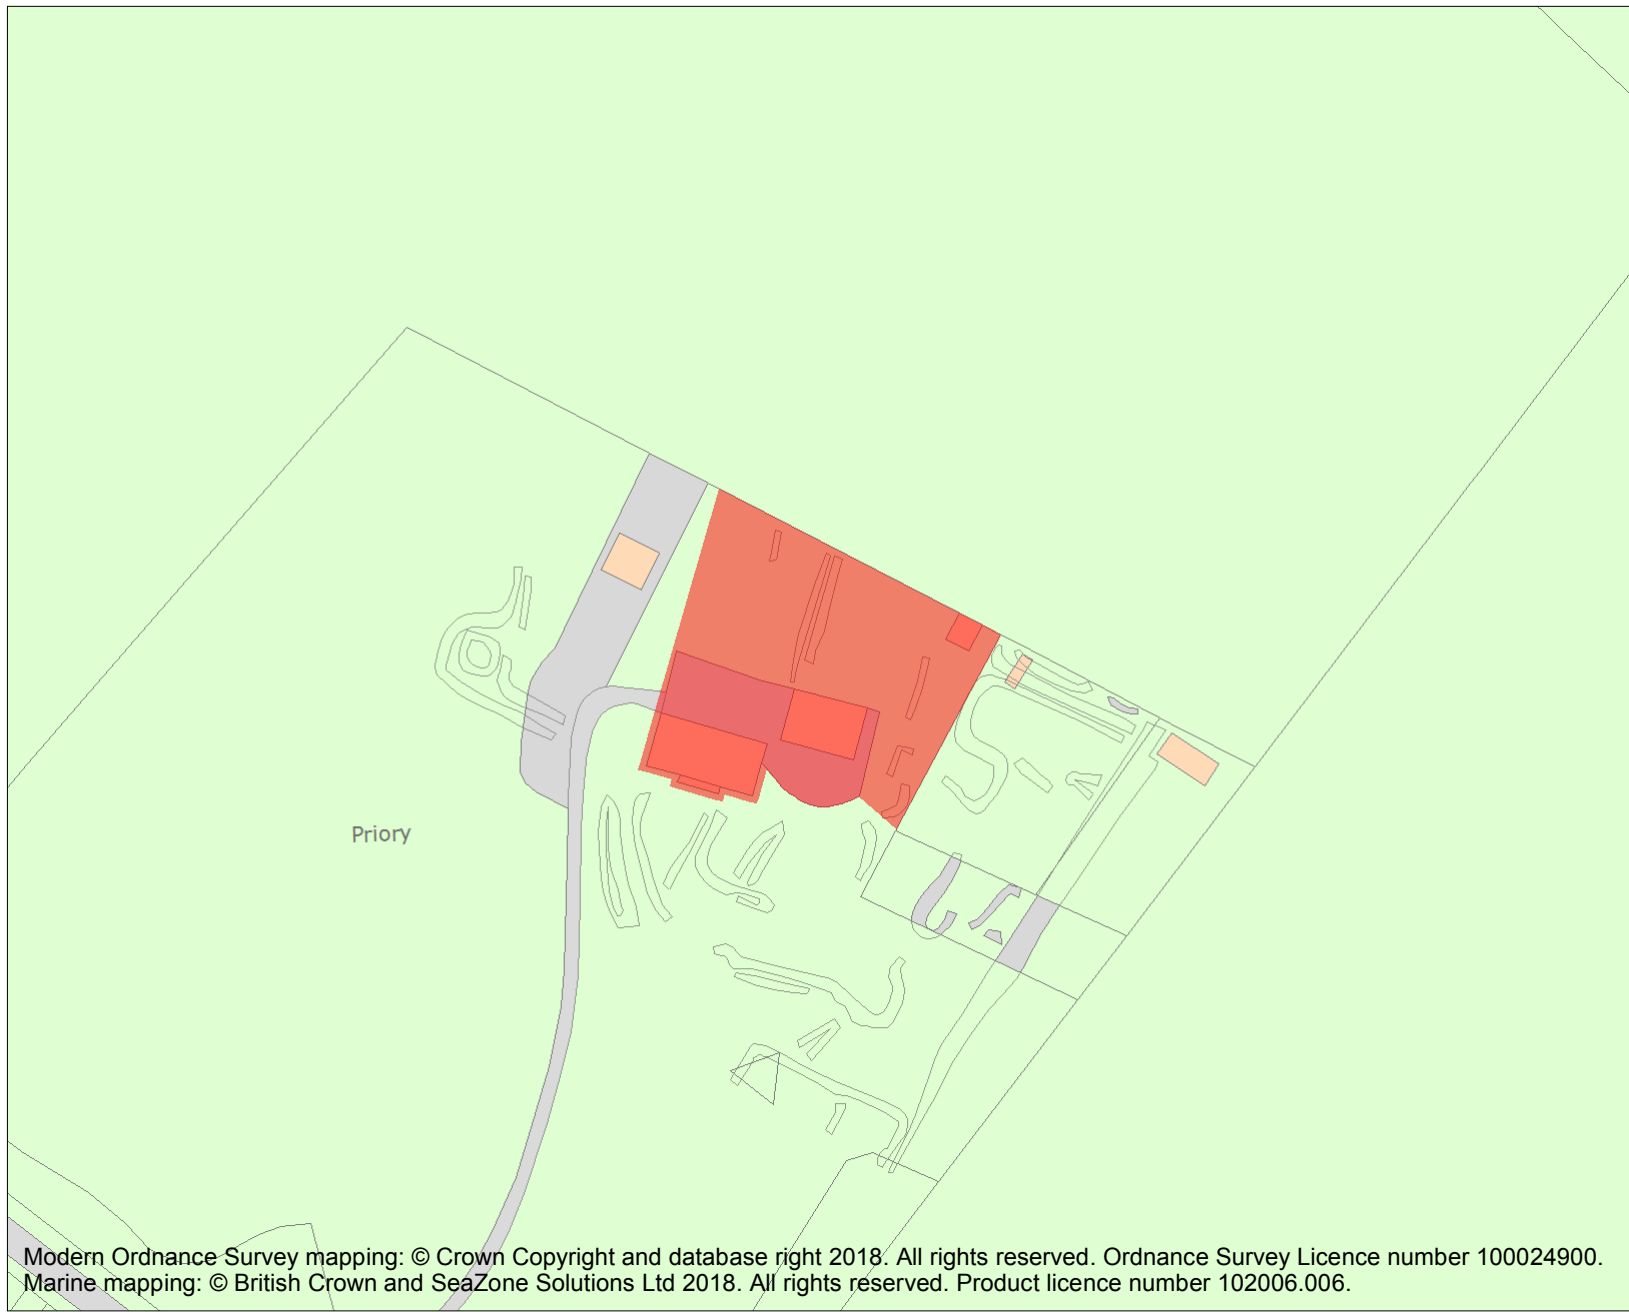 Priory
Modern Ordnance Survey mapping: © Crown Copyright and database right 2018. All rights reserved. Ordnance Survey Licence number 100024900.
Marine mapping: © British Crown and SeaZone Solutions Ltd 2018. All rights reserved. Product licence number 102006.006.